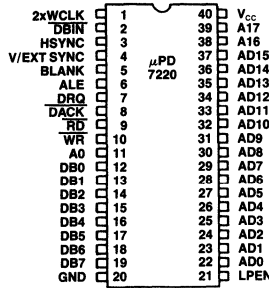 2xWCLK 1 40 Vcc
DBIN 2 39 A17
HSYNC 3 38 A16
V/EXT SYNC 4 37 AD15
BLANK 5 μPD 36 AD14
ALE 6 7220 35 AD13
DRQ 7 34 AD12
DACK 8 33 AD11
RD 9 32 AD10
WR 10 31 AD9
A0 11 30 AD8
DB0 12 29 AD7
DB1 13 28 AD6
DB2 14 27 AD5
DB3 15 26 AD4
DB4 16 25 AD3
DB5 17 24 AD2
DB6 18 23 AD1
DB7 19 22 AD0
GND 20 21 LPEN